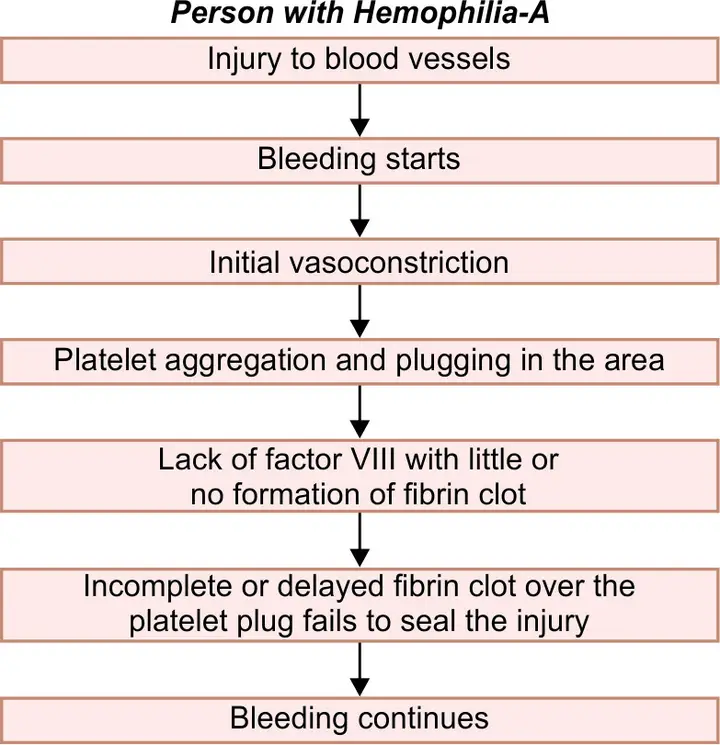 Person with Hemophilia-A
Injury to blood vessels
Bleeding starts
Initial vasoconstriction
Platelet aggregation and plugging in the area
Lack of factor VIII with little or
no formation of fibrin clot
Incomplete or delayed fibrin clot over the
platelet plug fails to seal the injury
Bleeding continues